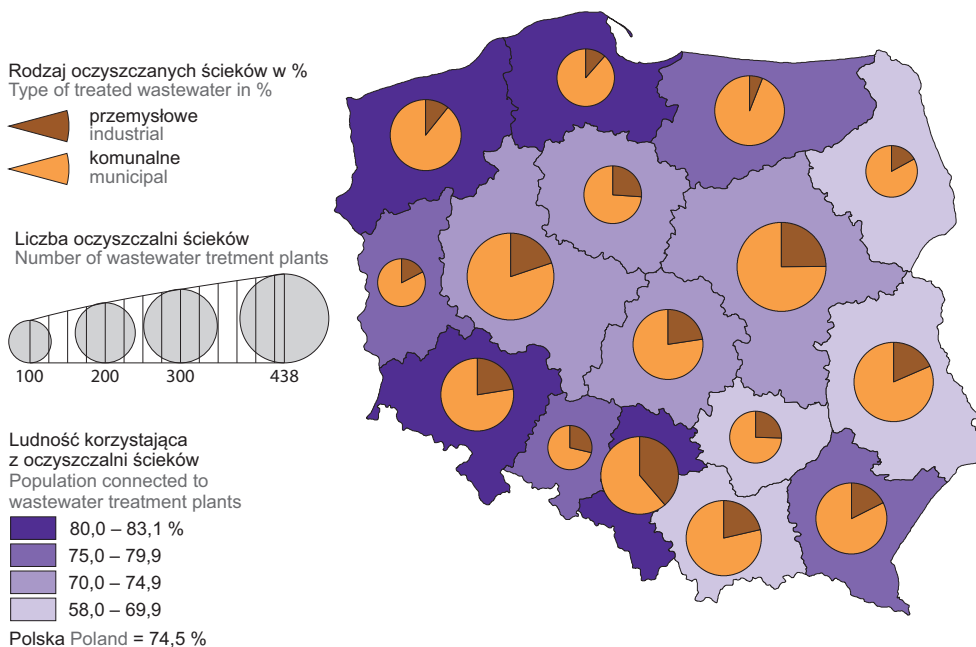 Rodzaj oczyszczanych ścieków w %
Type of treated wastewater in %
przemysłowe
industrial
komunalne
municipal
Liczba oczyszczalni ścieków
Number of wastewater tretment plants
100 200 300 438
Ludność korzystająca
z oczyszczalni ścieków
Population connected to
wastewater treatment plants
80,0 – 83,1 %
75,0 – 79,9
70,0 – 74,9
58,0 – 69,9
Polska Poland = 74,5 %